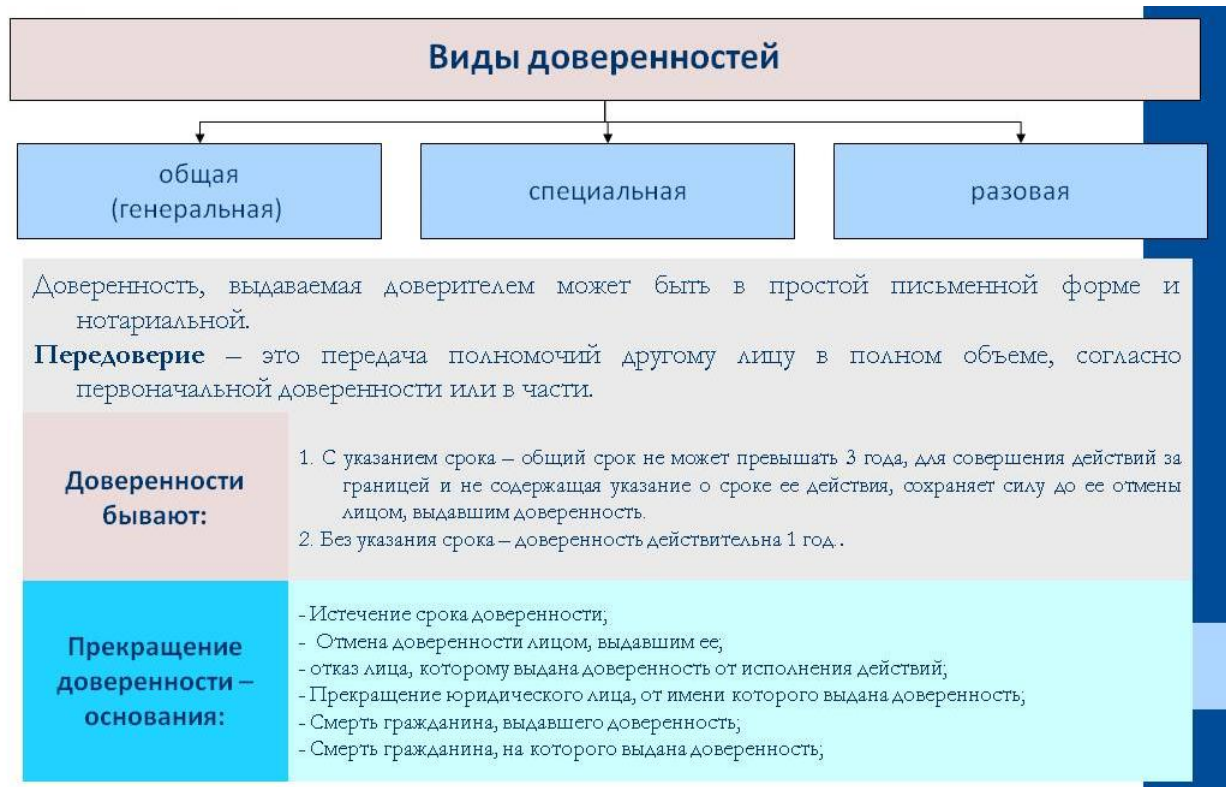 Виды доверенностей
общая
(генеральная)
специальная
разовая
Доверенность, выдаваемая доверителем может быть в простой письменной форме и
нотариальной.
Передоверие – это передача полномочий другому лицу в полном объеме, согласно
первоначальной доверенности или в части.
Доверенности
бывают:
1. С указанием срока – общий срок не может превышать 3 года, для совершения действий за
границей и не содержащая указание о сроке ее действия, сохраняет силу до ее отмены
лицом, выдавшим доверенность.
2. Без указания срока – доверенность действительна 1 год .
Прекращение
доверенности –
основания:
- Истечение срока доверенности;
- Отмена доверенности лицом, выдавшим ее;
- отказ лица, которому выдана доверенность от исполнения действий;
- Прекращение юридического лица, от имени которого выдана доверенность;
- Смерть гражданина, выдавшего доверенность;
- Смерть гражданина, на которого выдана доверенность;